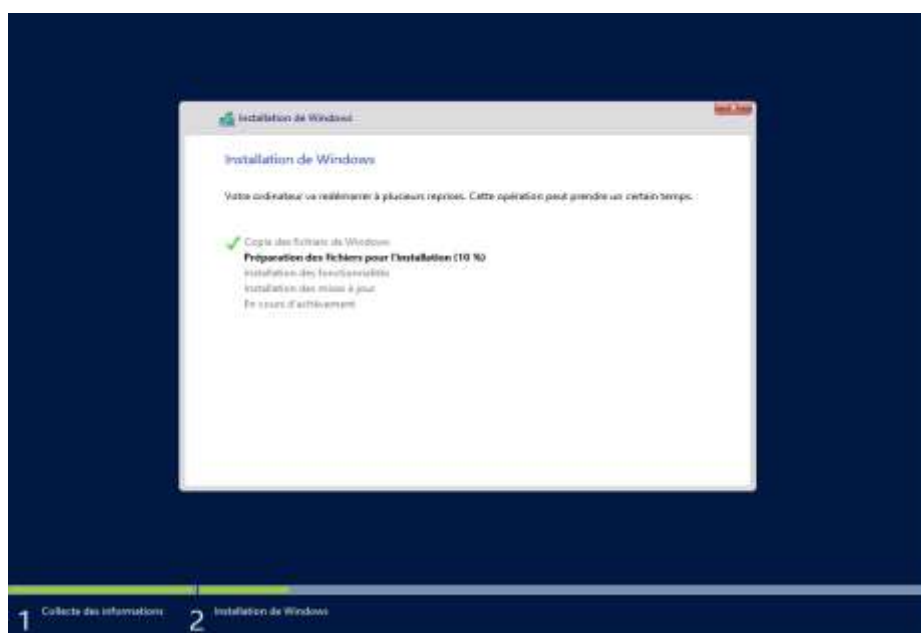 Installation de Windows
Installation de Windows
Votre ordinateur va redémarrer à plusieurs reprises. Cette opération peut prendre un certain temps.
Copie des fichiers de Windows
Préparation des fichiers pour l'installation (10 %)
Installation des fonctionnalités
Installation des mises à jour
En cours d'achèvement
1 Collecte des informations 2 Installation de Windows